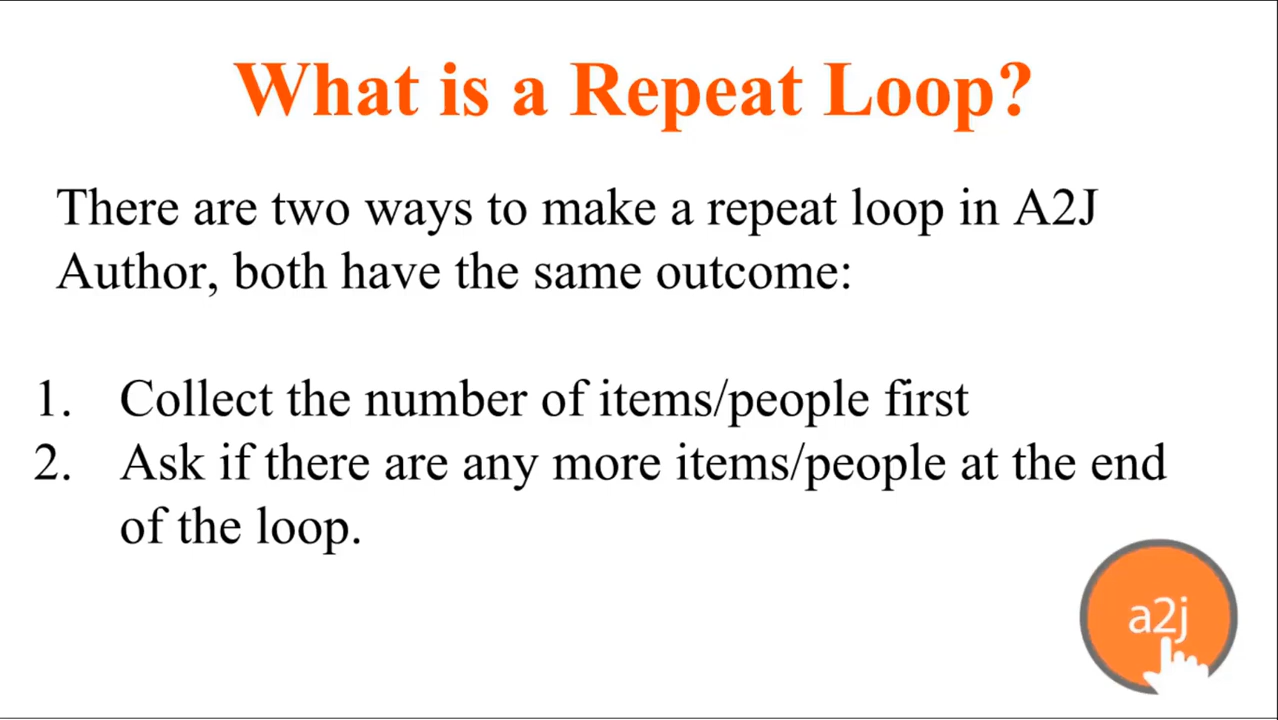 What is a Repeat Loop?
There are two ways to make a repeat loop in A2J
Author, both have the same outcome:
1. Collect the number of items/people first
2. Ask if there are any more items/people at the end
of the loop.
a2j